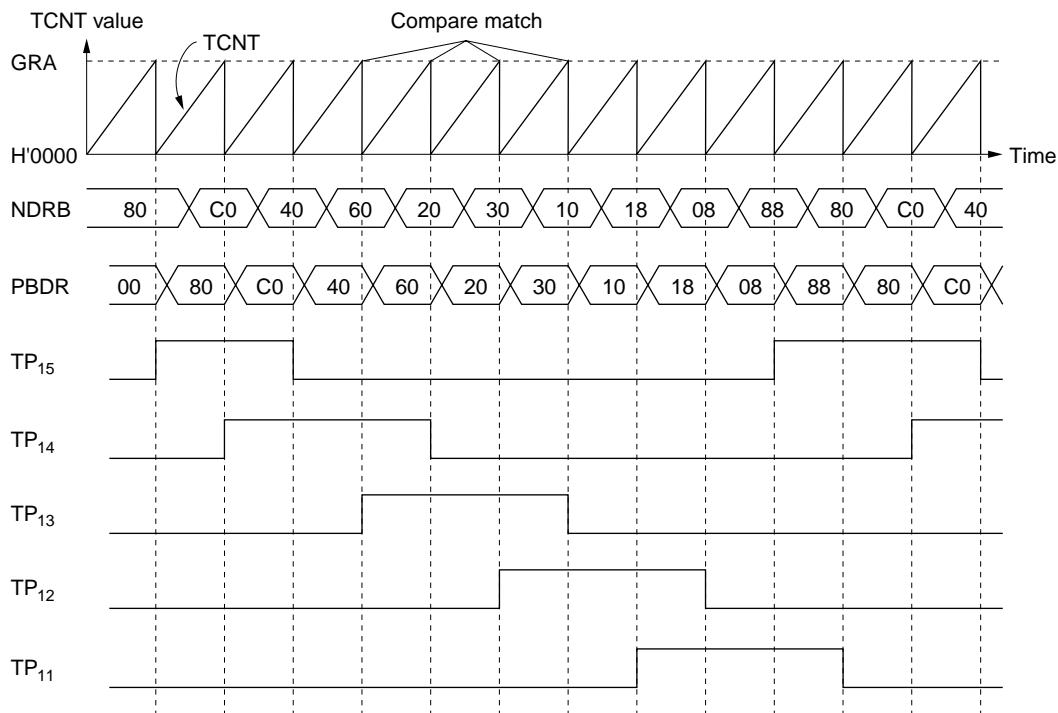 TCNT value
Compare match
TCNT
GRA
H'0000
Time
NDRB 80 C0 40 60 20 30 10 18 08 88 80 C0 40
PBDR 00 80 C0 40 60 20 30 10 18 08 88 80 C0
TP15
TP14
TP13
TP12
TP11